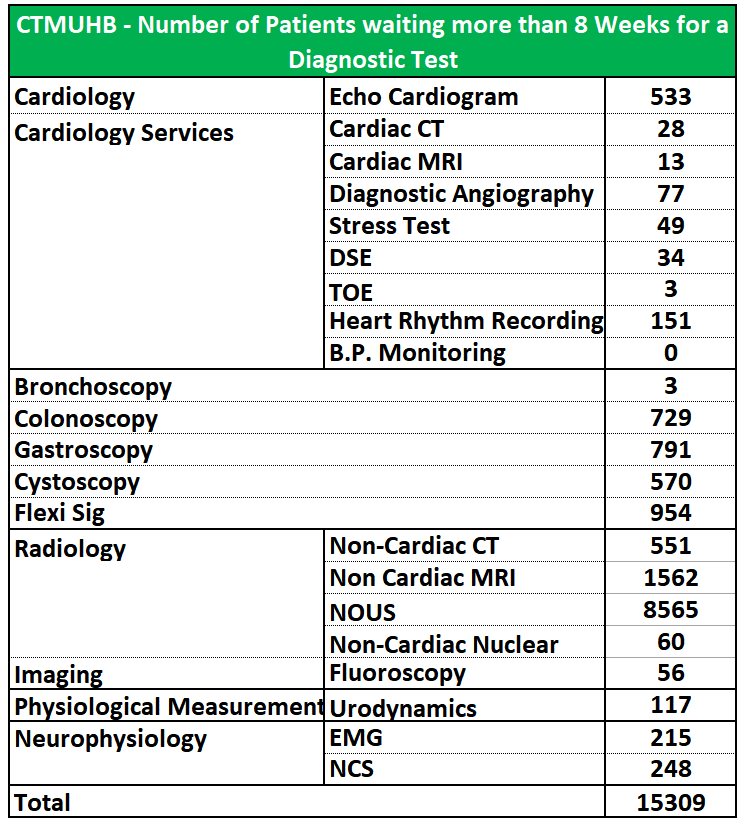 CTMUHB - Number of Patients waiting more than 8 Weeks for a
Diagnostic Test
Cardiology Echo Cardiogram 533
Cardiology Services Cardiac CT 28
Cardiac MRI 13
Diagnostic Angiography 77
Stress Test 49
DSE 34
TOE 3
Heart Rhythm Recording 151
B.P. Monitoring 0
Bronchoscopy 3
Colonoscopy 729
Gastroscopy 791
Cystoscopy 570
Flexi Sig 954
Radiology Non-Cardiac CT 551
Non Cardiac MRI 1562
NOUS 8565
Non-Cardiac Nuclear 60
Imaging Fluoroscopy 56
Physiological Measurement Urodynamics 117
Neurophysiology EMG 215
NCS 248
Total 15309